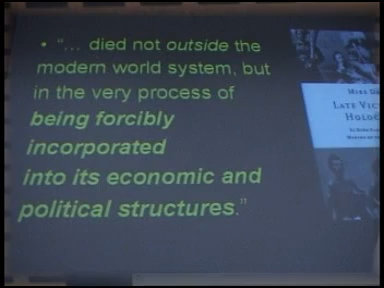 • "... died not outside the
modern world system, but
in the very process of
being forcibly
incorporated
into its economic and
political structures."
LATE VIC
HOLOC